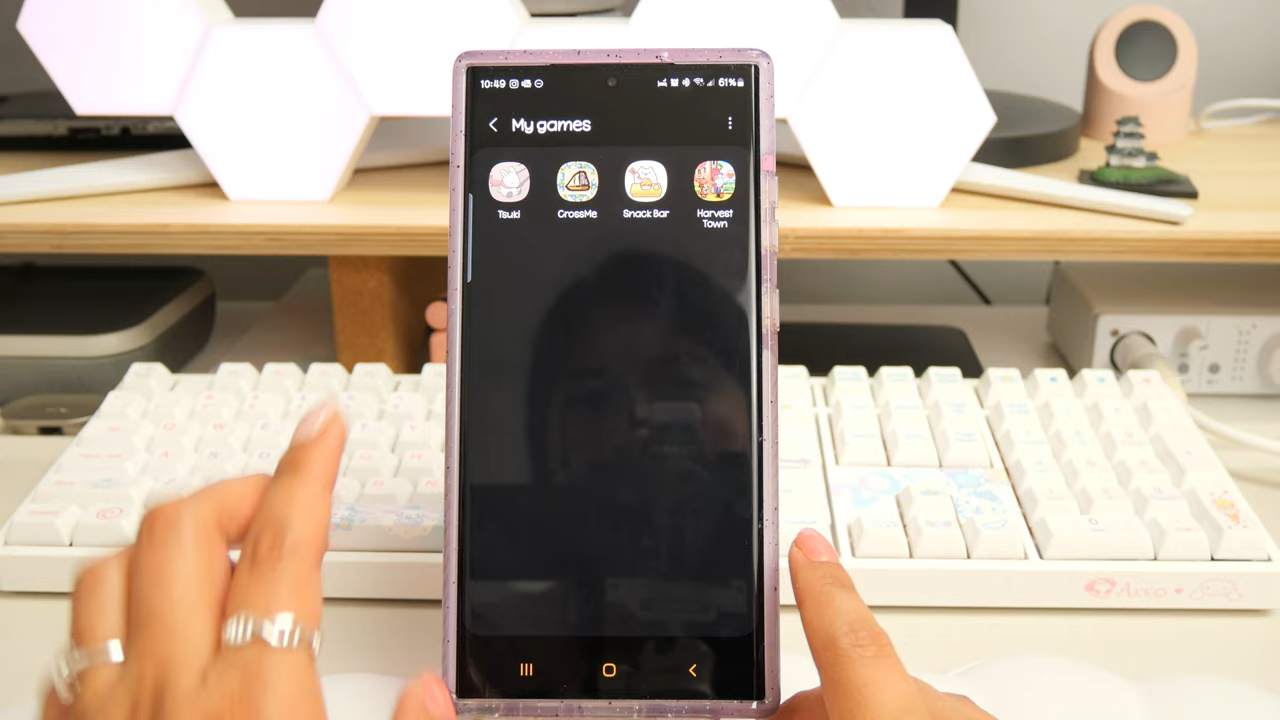 10:49
61%
My games
Tsuki
CrossMe
Snack Bar
Harvest
Town
Q W E
T Y
A S D
H
N
Akko